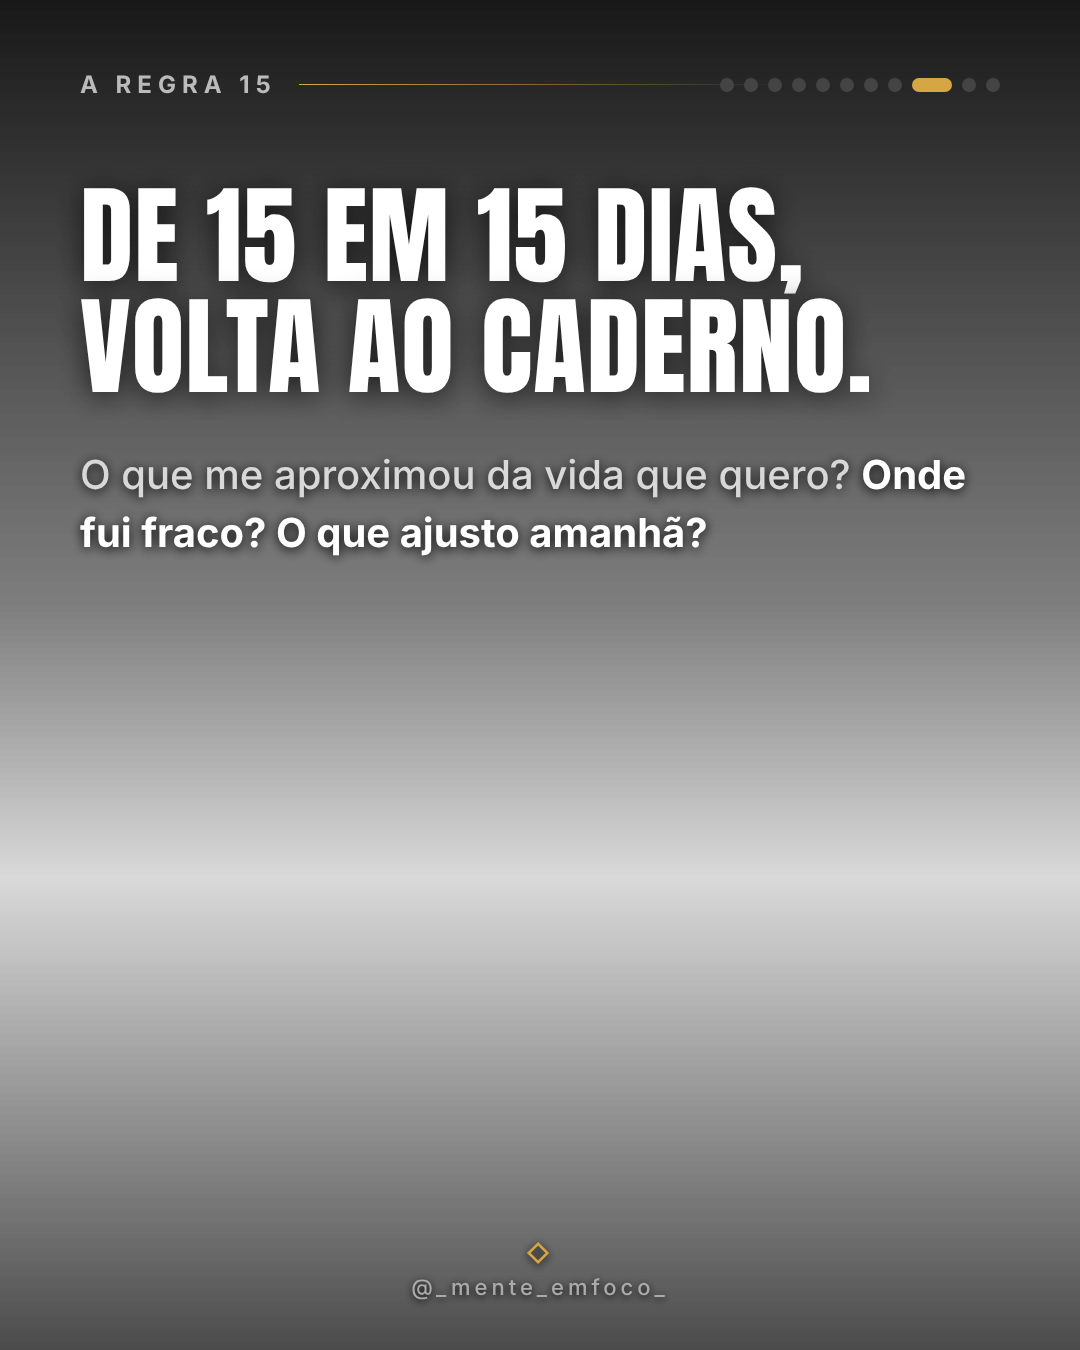 A REGRA 15
DE 15 EM 15 DIAS,
VOLTA AO CADERNO.
O que me aproximou da vida que quero? Onde
fui fraco? O que ajusto amanhã?
@_mente_emfoco_